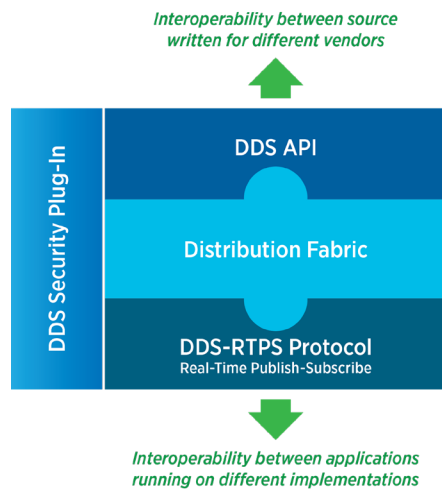 Interoperability between source
written for different vendors
DDS Security Plug-In
DDS API
Distribution Fabric
DDS-RTPS Protocol
Real-Time Publish-Subscribe
Interoperability between applications
running on different implementations